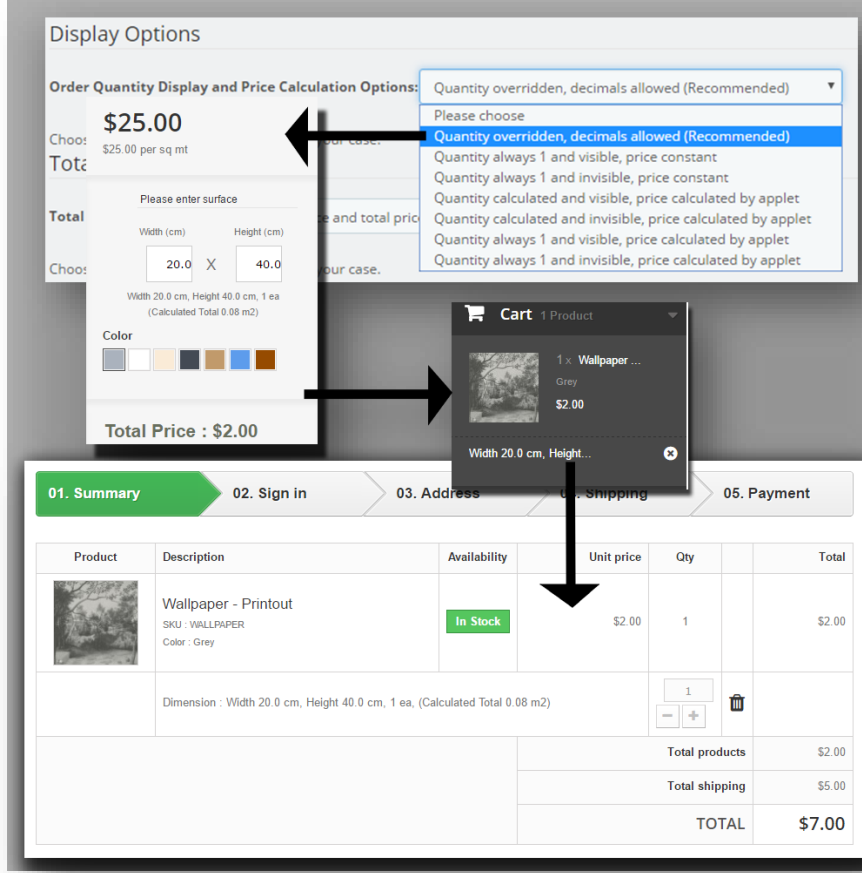 Display Options
Order Quantity Display and Price Calculation Options:
Quantity overridden, decimals allowed (Recommended)
Please choose
Quantity overridden, decimals allowed (Recommended)
Quantity always 1 and visible, price constant
Quantity always 1 and invisible, price constant
Quantity calculated and visible, price calculated by applet
Quantity calculated and invisible, price calculated by applet
Quantity always 1 and visible, price calculated by applet
Quantity always 1 and invisible, price calculated by applet
your case.
Total
and total
your case.
$25.00
$25.00 per sq mt
Please enter surface
Width (cm) Height (cm)
20.0 X 40.0
Width 20.0 cm, Height 40.0 cm, 1 ea
(Calculated Total 0.08 m2)
Color
Total Price : $2.00
Cart 1 Product
1 x Wallpaper ...
Grey
$2.00
Width 20.0 cm, Height...
01. Summary 02. Sign in 03. Address Shipping 05. Payment
Product Description Availability Unit price Qty Total
Wallpaper - Printout
SKU : WALLPAPER
Color : Grey
In Stock $2.00 1 $2.00
Dimension : Width 20.0 cm, Height 40.0 cm, 1 ea, (Calculated Total 0.08 m2)
1
Total products $2.00
Total shipping $5.00
TOTAL $7.00